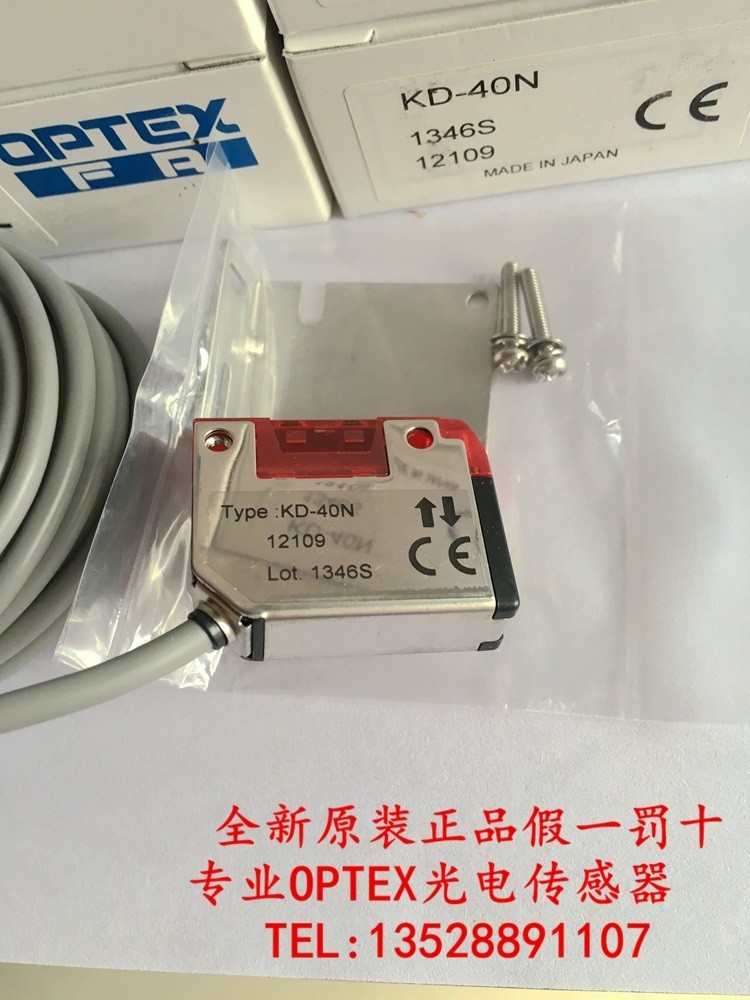 OPTEX
FA
KD-40N
1346S
12109
CE
MADE IN JAPAN
Type :KD-40N
12109
Lot. 1346S
CE
全新原装正品假一罚十
专业OPTEX光电传感器
TEL:13528891107